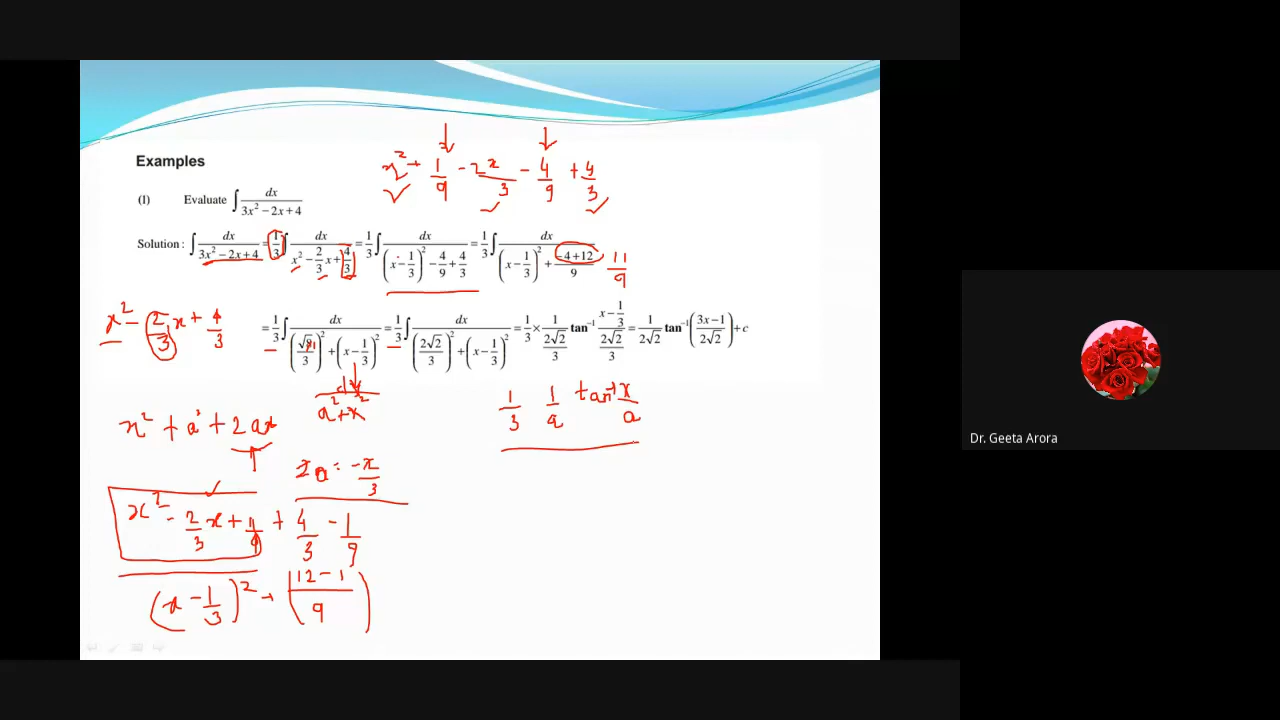 Examples
x² + 1/9 - 2x/3 - 4/9 + 4/3
(I) Evaluate ∫ dx/(3x² − 2x + 4)
Solution : ∫ dx/(3x² − 2x + 4) = 1/3 ∫ dx/(x² − 2/3 x + 4/3) = 1/3 ∫ dx/((x − 1/3)² − 4/9 + 4/3) = 1/3 ∫ dx/((x − 1/3)² + (−4+12)/9) 11/9
x² - 2/3 x + 4/3
= 1/3 ∫ dx/((√11/3)² + (x − 1/3)²) = 1/3 ∫ dx/((2√2/3)² + (x − 1/3)²) = 1/3 × 1/(2√2/3) tan⁻¹ (x − 1/3)/(2√2/3) = 1/(2√2) tan⁻¹ ((3x−1)/(2√2)) + c
dx/(a²+x²)
1/3 1/a tan⁻¹ x/a
x² + a² + 2ax
2a = -x/3
x² - 2/3 x + 1/9 + 4/3 - 1/9
(x - 1/3)² + (12-1/9)
Dr. Geeta Arora